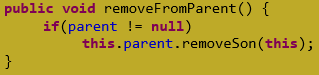 public void removeFromParent() {
if(parent != null)
this.parent.removeSon(this);
}